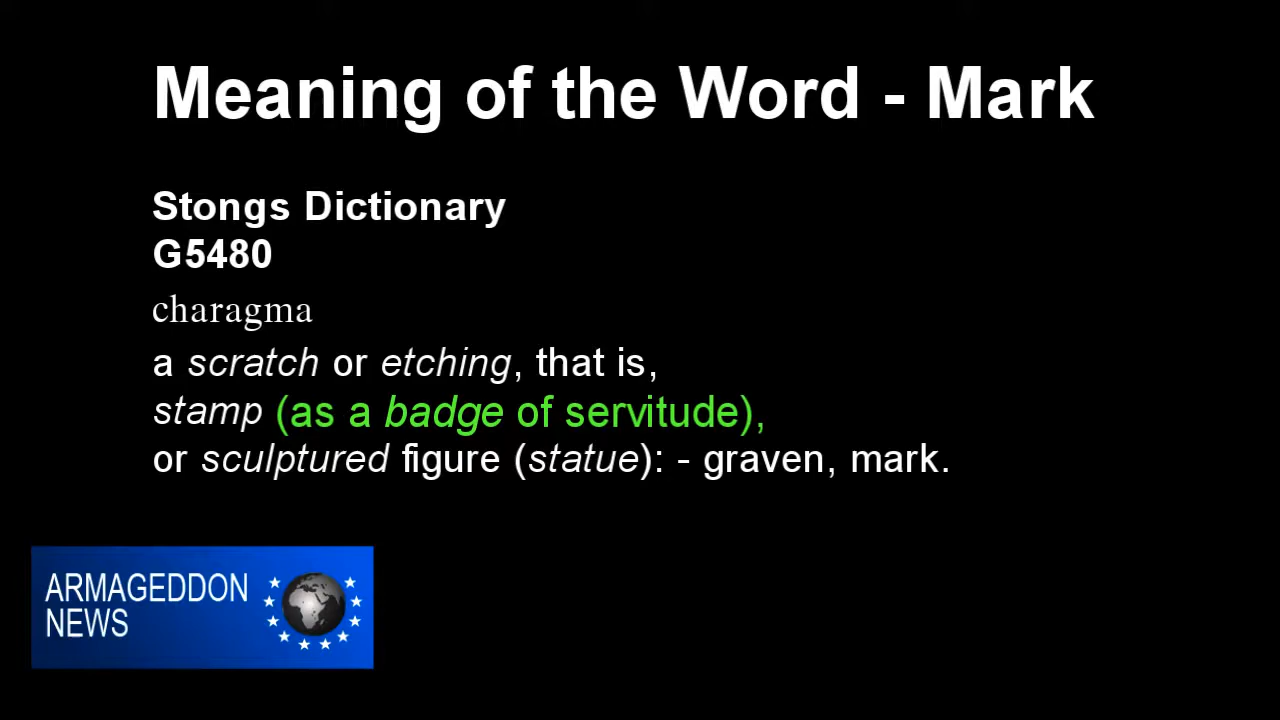 Meaning of the Word - Mark
Stongs Dictionary
G5480
charagma
a scratch or etching, that is,
stamp (as a badge of servitude),
or sculptured figure (statue): - graven, mark.
ARMAGEDDON
NEWS